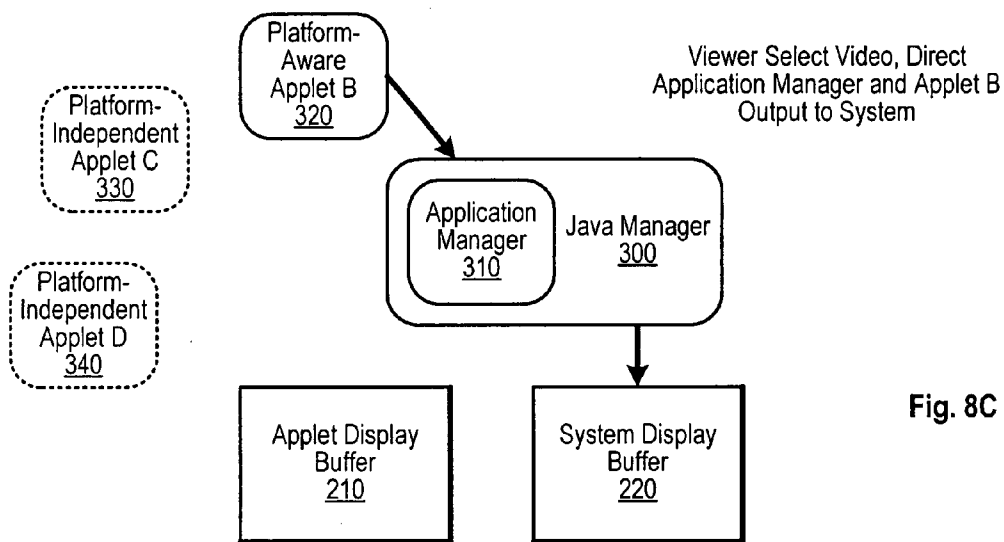 Platform-
Aware
Applet B
320
Viewer Select Video, Direct
Application Manager and Applet B
Output to System
Platform-
Independent
Applet C
330
Application
Manager
310
Java Manager
300
Platform-
Independent
Applet D
340
Applet Display
Buffer
210
System Display
Buffer
220
Fig. 8C